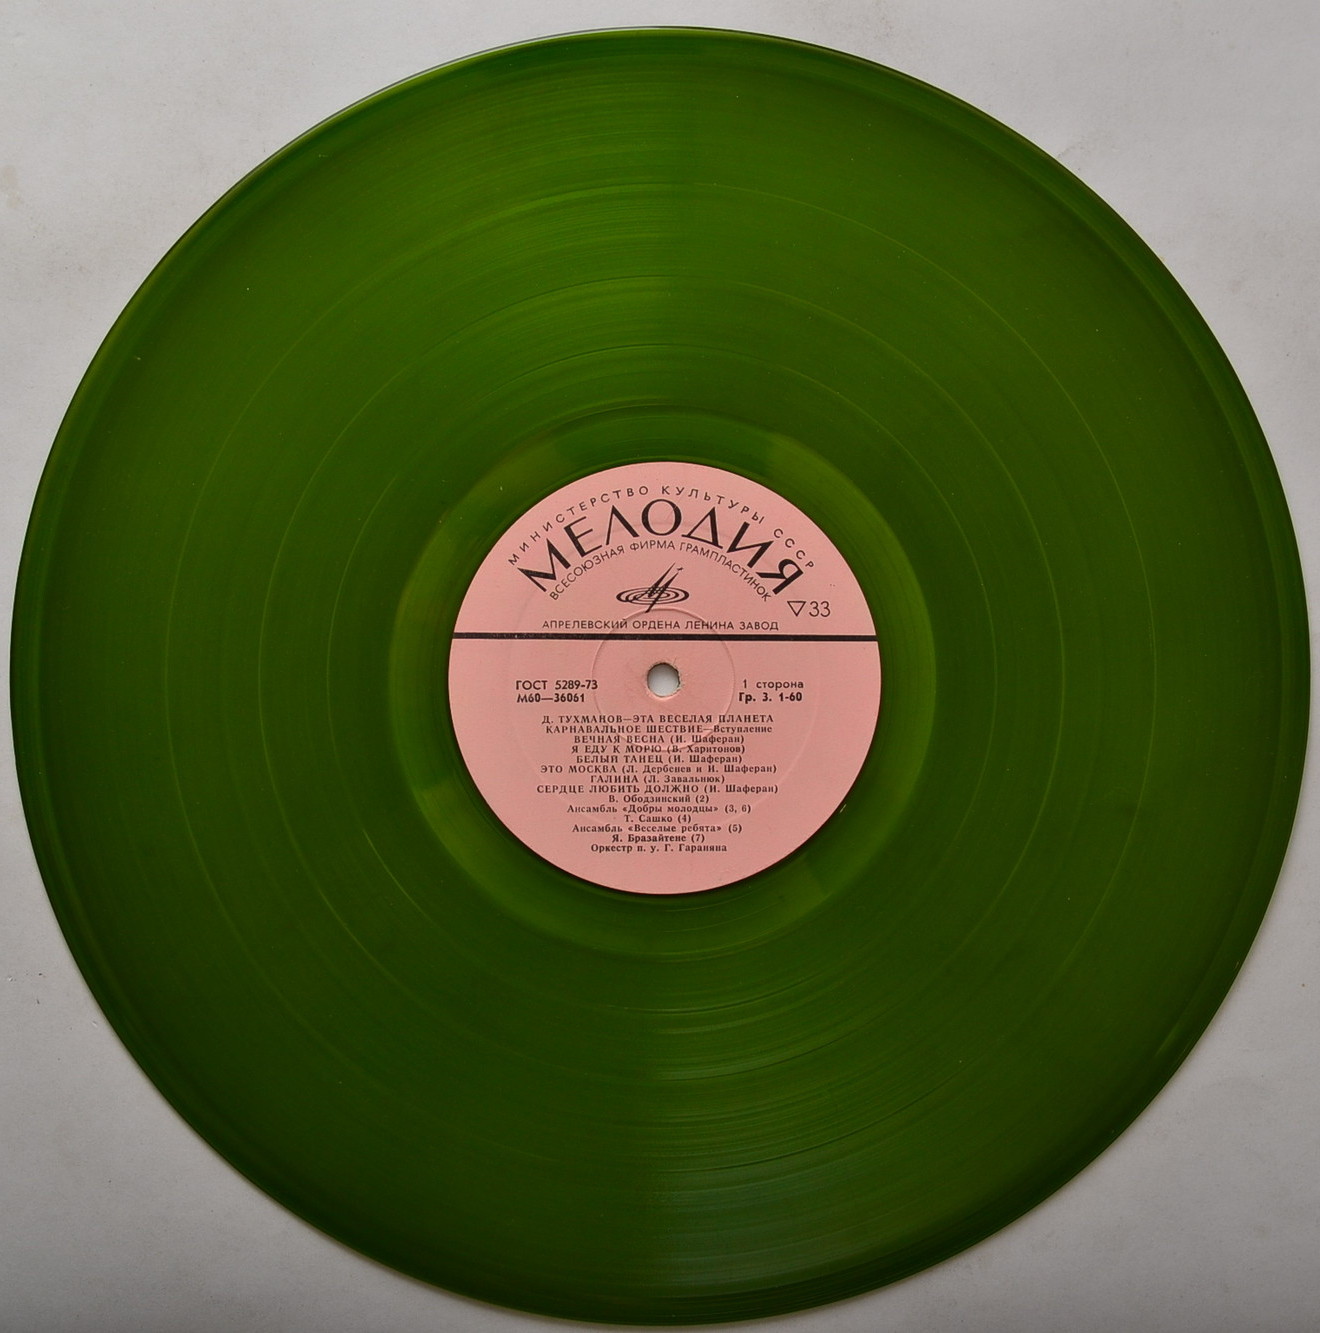 МИНИСТЕРСТВО КУЛЬТУРЫ СССР
МЕЛОДИЯ
ВСЕСОЮЗНАЯ ФИРМА ГРАМПЛАСТИНОК
▽33
АПРЕЛЕВСКИЙ ОРДЕНА ЛЕНИНА ЗАВОД
ГОСТ 5289-73 1 сторона
М60—36061 Гр. 3. 1-60
Д. ТУХМАНОВ—ЭТА ВЕСЕЛАЯ ПЛАНЕТА
КАРНАВАЛЬНОЕ ШЕСТВИЕ—Вступление
ВЕЧНАЯ ВЕСНА (И. Шаферан)
Я ЕДУ К МОРЮ (В. Харитонов)
БЕЛЫЙ ТАНЕЦ (И. Шаферан)
ЭТО МОСКВА (Л. Дербенев и И. Шаферан)
ГАЛИНА (Л. Завальнюк)
СЕРДЦЕ ЛЮБИТЬ ДОЛЖНО (И. Шаферан)
В. Ободзинский (2)
Ансамбль «Добры молодцы» (3, 6)
Т. Сашко (4)
Ансамбль «Веселые ребята» (5)
Я. Бразайтене (7)
Оркестр п. у. Г. Гараняна